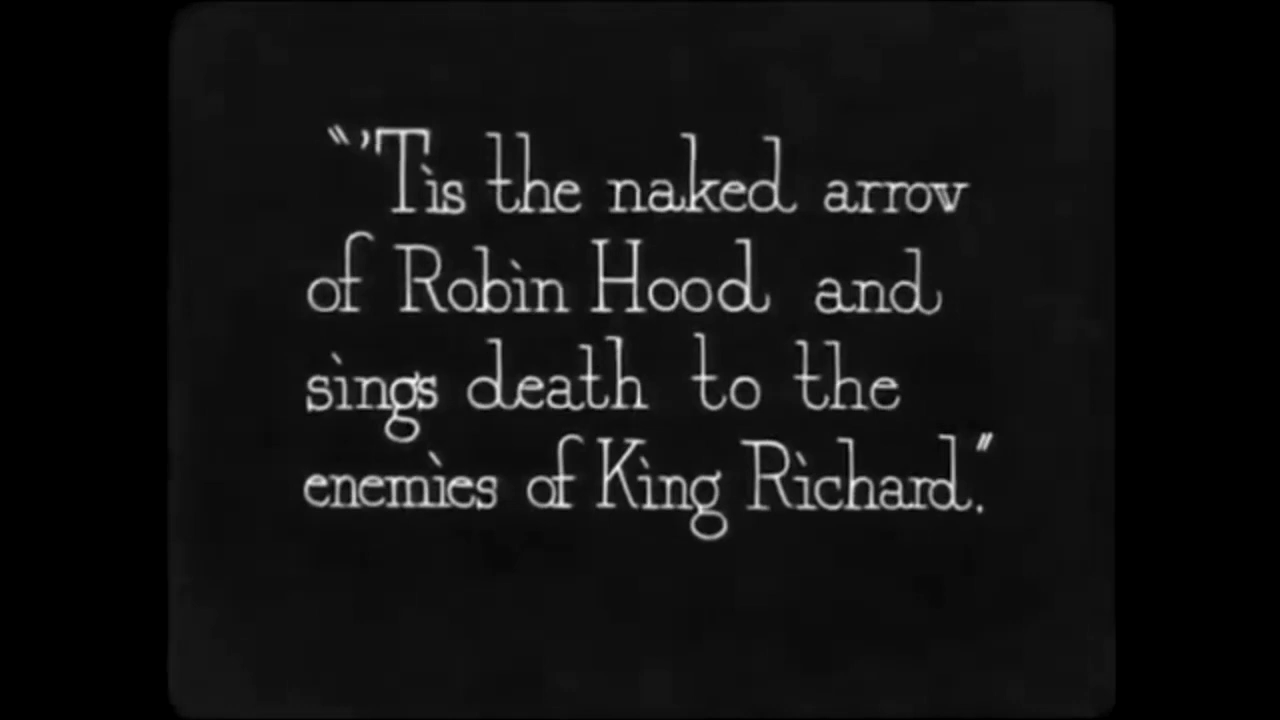 "'Tis the naked arrow
of Robin Hood and
sings death to the
enemies of King Richard."